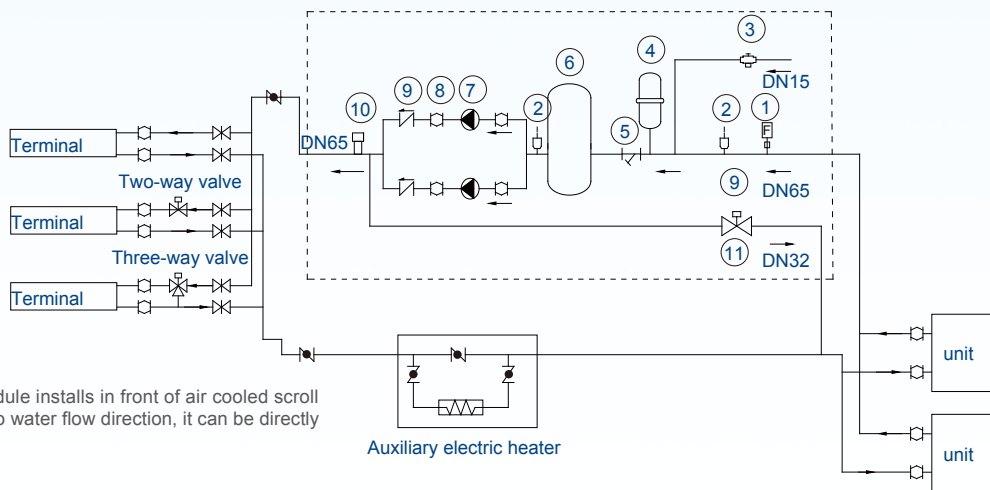 3
4
6
DN15
10
9
8
7
2
2
1
F
DN65
5
Terminal
Two-way valve
9
DN65
Terminal
Three-way valve
11
DN32
Terminal
unit
dule installs in front of air cooled scroll
o water flow direction, it can be directly
Auxiliary electric heater
unit